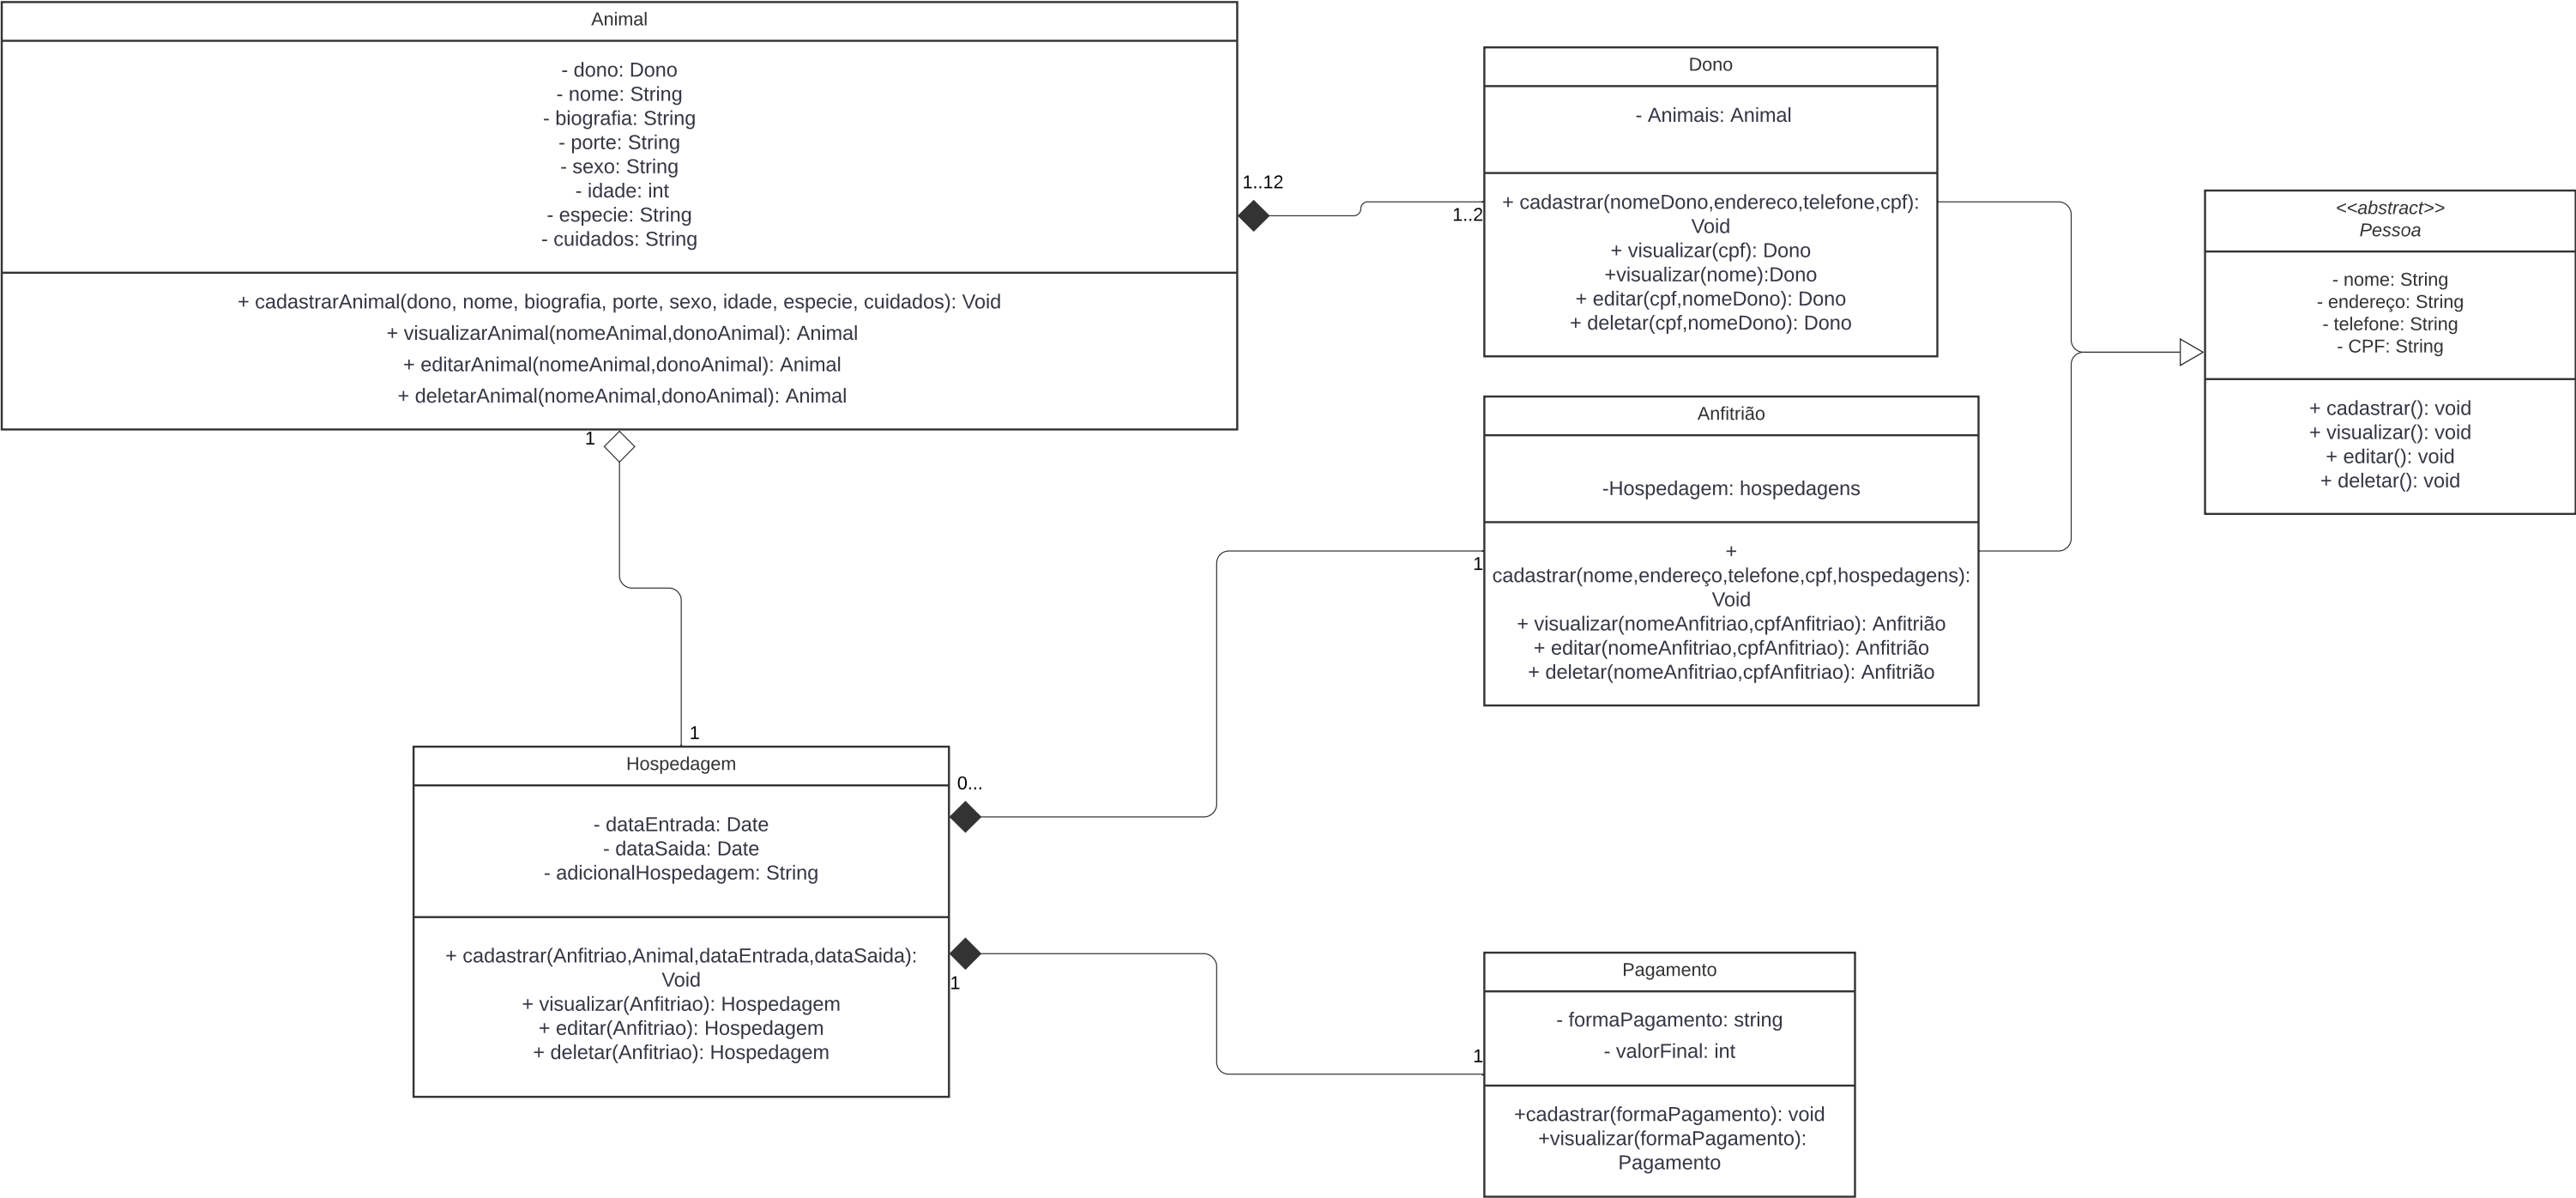 Animal
- dono: Dono
- nome: String
- biografia: String
- porte: String
- sexo: String
- idade: int
- especie: String
- cuidados: String
+ cadastrarAnimal(dono, nome, biografia, porte, sexo, idade, especie, cuidados): Void
+ visualizarAnimal(nomeAnimal,donoAnimal): Animal
+ editarAnimal(nomeAnimal,donoAnimal): Animal
+ deletarAnimal(nomeAnimal,donoAnimal): Animal
1..12
1..2
Dono
- Animais: Animal
+ cadastrar(nomeDono,endereco,telefone,cpf):
Void
+ visualizar(cpf): Dono
+visualizar(nome):Dono
+ editar(cpf,nomeDono): Dono
+ deletar(cpf,nomeDono): Dono
<<abstract>>
Pessoa
- nome: String
- endereço: String
- telefone: String
- CPF: String
+ cadastrar(): void
+ visualizar(): void
+ editar(): void
+ deletar(): void
Anfitrião
-Hospedagem: hospedagens
+
cadastrar(nome,endereço,telefone,cpf,hospedagens):
Void
+ visualizar(nomeAnfitriao,cpfAnfitriao): Anfitrião
+ editar(nomeAnfitriao,cpfAnfitriao): Anfitrião
+ deletar(nomeAnfitriao,cpfAnfitriao): Anfitrião
1
1
1
0...
Hospedagem
- dataEntrada: Date
- dataSaida: Date
- adicionalHospedagem: String
+ cadastrar(Anfitriao,Animal,dataEntrada,dataSaida):
Void
+ visualizar(Anfitriao): Hospedagem
+ editar(Anfitriao): Hospedagem
+ deletar(Anfitriao): Hospedagem
1
1
Pagamento
- formaPagamento: string
- valorFinal: int
+cadastrar(formaPagamento): void
+visualizar(formaPagamento):
Pagamento